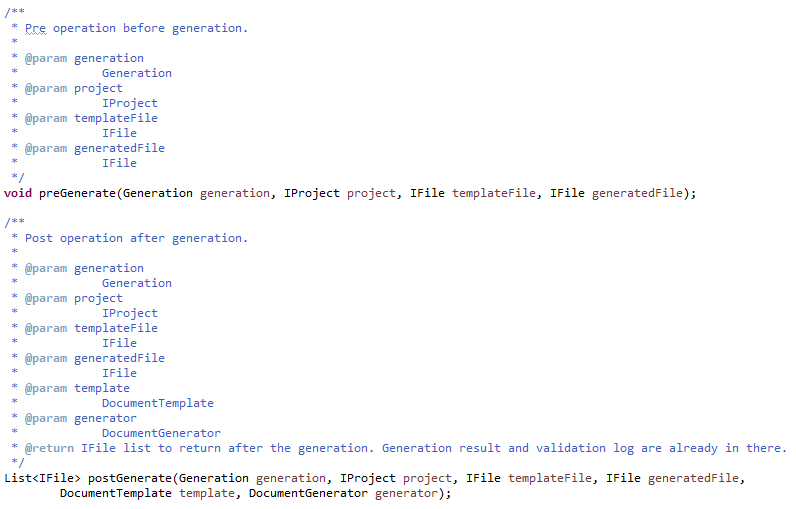 /**
 * Pre operation before generation.
 *
 * @param generation
 *            Generation
 * @param project
 *            IProject
 * @param templateFile
 *            IFile
 * @param generatedFile
 *            IFile
 */
void preGenerate(Generation generation, IProject project, IFile templateFile, IFile generatedFile);
/**
 * Post operation after generation.
 *
 * @param generation
 *            Generation
 * @param project
 *            IProject
 * @param templateFile
 *            IFile
 * @param generatedFile
 *            IFile
 * @param template
 *            DocumentTemplate
 * @param generator
 *            DocumentGenerator
 * @return IFile list to return after the generation. Generation result and validation log are already in there.
 */
List<IFile> postGenerate(Generation generation, IProject project, IFile templateFile, IFile generatedFile,
        DocumentTemplate template, DocumentGenerator generator);